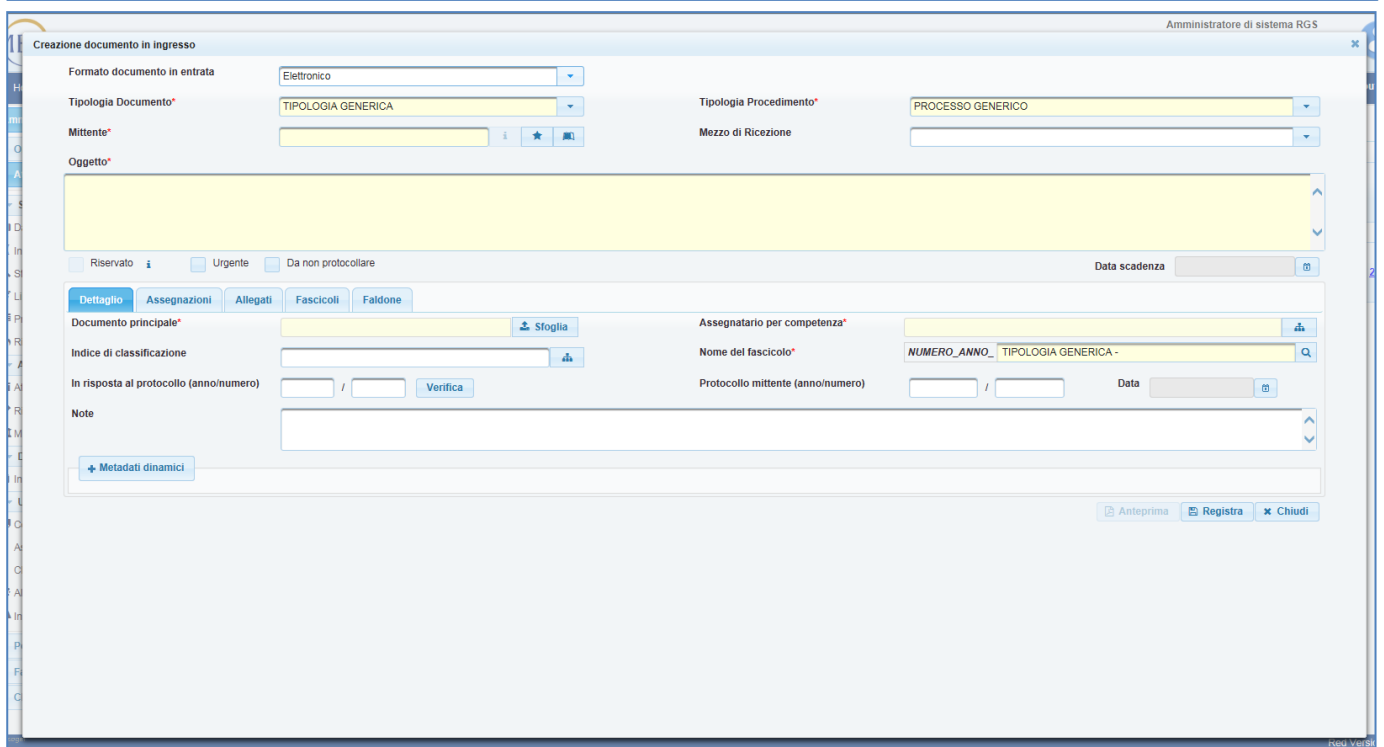 Amministratore di sistema RGS
Creazione documento in ingresso
Formato documento in entrata Elettronico
Tipologia Documento* TIPOLOGIA GENERICA Tipologia Procedimento* PROCESSO GENERICO
Mittente* Mezzo di Ricezione
Oggetto*
Riservato Urgente Da non protocollare Data scadenza
Dettaglio Assegnazioni Allegati Fascicoli Faldone
Documento principale* Sfoglia Assegnatario per competenza*
Indice di classificazione Nome del fascicolo* NUMERO_ANNO_ TIPOLOGIA GENERICA -
In risposta al protocollo (anno/numero) / Verifica Protocollo mittente (anno/numero) / Data
Note
+ Metadati dinamici
Anteprima Registra Chiudi